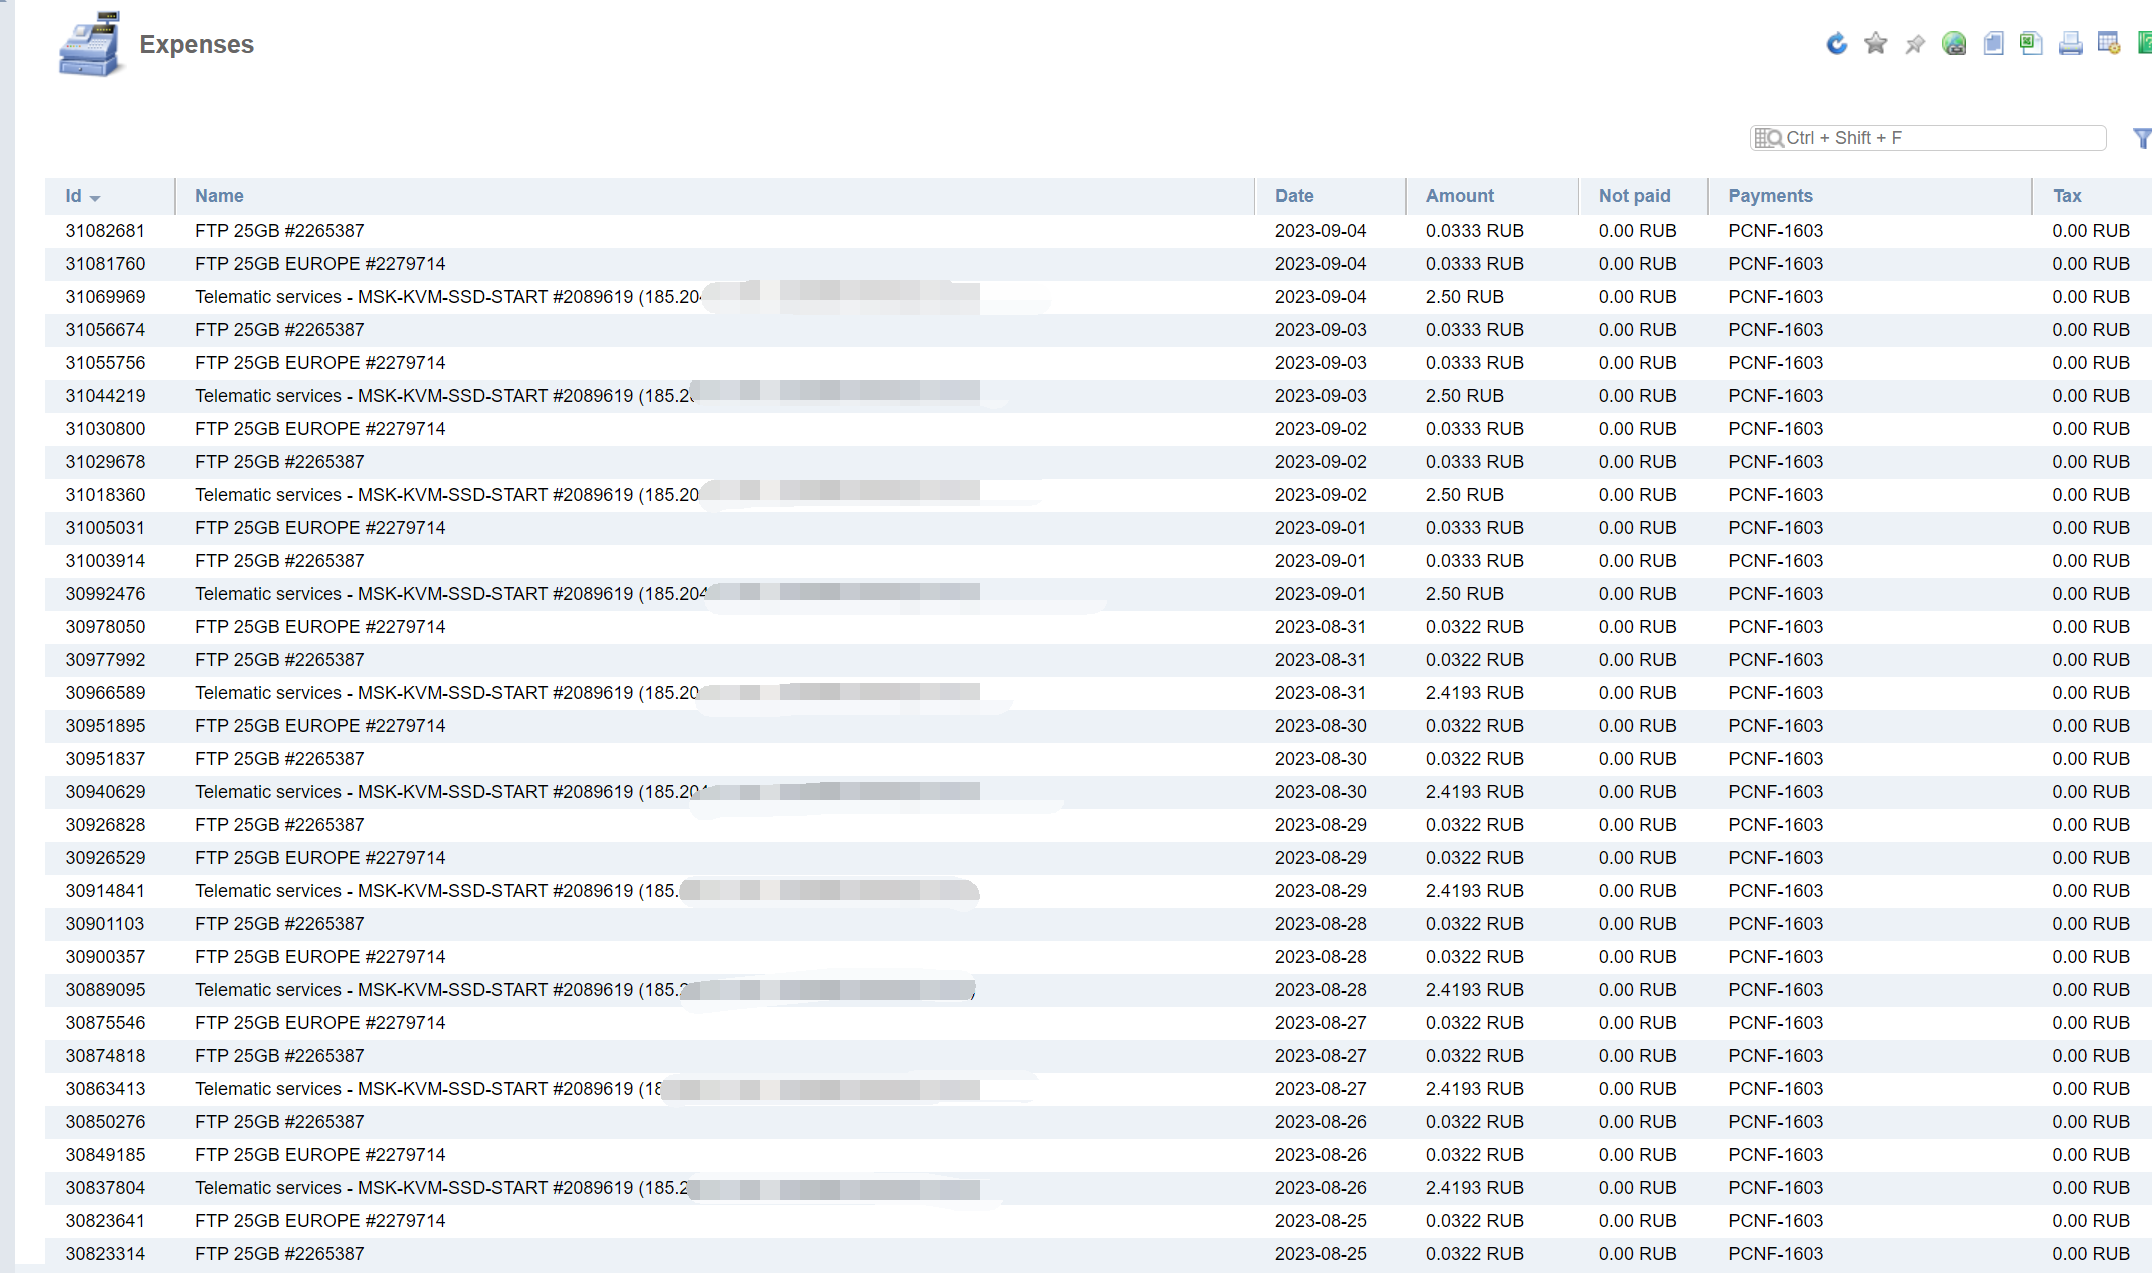 Expenses
Ctrl + Shift + F
Id Name Date Amount Not paid Payments Tax
31082681 FTP 25GB #2265387 2023-09-04 0.0333 RUB 0.00 RUB PCNF-1603 0.00 RUB
31081760 FTP 25GB EUROPE #2279714 2023-09-04 0.0333 RUB 0.00 RUB PCNF-1603 0.00 RUB
31069969 Telematic services - MSK-KVM-SSD-START #2089619 (185.204 2023-09-04 2.50 RUB 0.00 RUB PCNF-1603 0.00 RUB
31056674 FTP 25GB #2265387 2023-09-03 0.0333 RUB 0.00 RUB PCNF-1603 0.00 RUB
31055756 FTP 25GB EUROPE #2279714 2023-09-03 0.0333 RUB 0.00 RUB PCNF-1603 0.00 RUB
31044219 Telematic services - MSK-KVM-SSD-START #2089619 (185.20 2023-09-03 2.50 RUB 0.00 RUB PCNF-1603 0.00 RUB
31030800 FTP 25GB EUROPE #2279714 2023-09-02 0.0333 RUB 0.00 RUB PCNF-1603 0.00 RUB
31029678 FTP 25GB #2265387 2023-09-02 0.0333 RUB 0.00 RUB PCNF-1603 0.00 RUB
31018360 Telematic services - MSK-KVM-SSD-START #2089619 (185.20 2023-09-02 2.50 RUB 0.00 RUB PCNF-1603 0.00 RUB
31005031 FTP 25GB EUROPE #2279714 2023-09-01 0.0333 RUB 0.00 RUB PCNF-1603 0.00 RUB
31003914 FTP 25GB #2265387 2023-09-01 0.0333 RUB 0.00 RUB PCNF-1603 0.00 RUB
30992476 Telematic services - MSK-KVM-SSD-START #2089619 (185.204 2023-09-01 2.50 RUB 0.00 RUB PCNF-1603 0.00 RUB
30978050 FTP 25GB EUROPE #2279714 2023-08-31 0.0322 RUB 0.00 RUB PCNF-1603 0.00 RUB
30977992 FTP 25GB #2265387 2023-08-31 0.0322 RUB 0.00 RUB PCNF-1603 0.00 RUB
30966589 Telematic services - MSK-KVM-SSD-START #2089619 (185.20 2023-08-31 2.4193 RUB 0.00 RUB PCNF-1603 0.00 RUB
30951895 FTP 25GB EUROPE #2279714 2023-08-30 0.0322 RUB 0.00 RUB PCNF-1603 0.00 RUB
30951837 FTP 25GB #2265387 2023-08-30 0.0322 RUB 0.00 RUB PCNF-1603 0.00 RUB
30940629 Telematic services - MSK-KVM-SSD-START #2089619 (185.204 2023-08-30 2.4193 RUB 0.00 RUB PCNF-1603 0.00 RUB
30926828 FTP 25GB #2265387 2023-08-29 0.0322 RUB 0.00 RUB PCNF-1603 0.00 RUB
30926529 FTP 25GB EUROPE #2279714 2023-08-29 0.0322 RUB 0.00 RUB PCNF-1603 0.00 RUB
30914841 Telematic services - MSK-KVM-SSD-START #2089619 (185. 2023-08-29 2.4193 RUB 0.00 RUB PCNF-1603 0.00 RUB
30901103 FTP 25GB #2265387 2023-08-28 0.0322 RUB 0.00 RUB PCNF-1603 0.00 RUB
30900357 FTP 25GB EUROPE #2279714 2023-08-28 0.0322 RUB 0.00 RUB PCNF-1603 0.00 RUB
30889095 Telematic services - MSK-KVM-SSD-START #2089619 (185.2 2023-08-28 2.4193 RUB 0.00 RUB PCNF-1603 0.00 RUB
30875546 FTP 25GB EUROPE #2279714 2023-08-27 0.0322 RUB 0.00 RUB PCNF-1603 0.00 RUB
30874818 FTP 25GB #2265387 2023-08-27 0.0322 RUB 0.00 RUB PCNF-1603 0.00 RUB
30863413 Telematic services - MSK-KVM-SSD-START #2089619 (18 2023-08-27 2.4193 RUB 0.00 RUB PCNF-1603 0.00 RUB
30850276 FTP 25GB #2265387 2023-08-26 0.0322 RUB 0.00 RUB PCNF-1603 0.00 RUB
30849185 FTP 25GB EUROPE #2279714 2023-08-26 0.0322 RUB 0.00 RUB PCNF-1603 0.00 RUB
30837804 Telematic services - MSK-KVM-SSD-START #2089619 (185.2 2023-08-26 2.4193 RUB 0.00 RUB PCNF-1603 0.00 RUB
30823641 FTP 25GB EUROPE #2279714 2023-08-25 0.0322 RUB 0.00 RUB PCNF-1603 0.00 RUB
30823314 FTP 25GB #2265387 2023-08-25 0.0322 RUB 0.00 RUB PCNF-1603 0.00 RUB